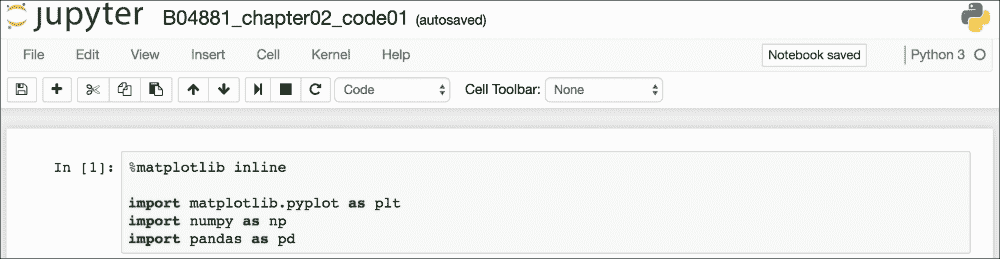 jupyter B04881_chapter02_code01 (autosaved)
File Edit View Insert Cell Kernel Help Notebook saved Python 3
Code Cell Toolbar: None
In [1]: %matplotlib inline
import matplotlib.pyplot as plt
import numpy as np
import pandas as pd